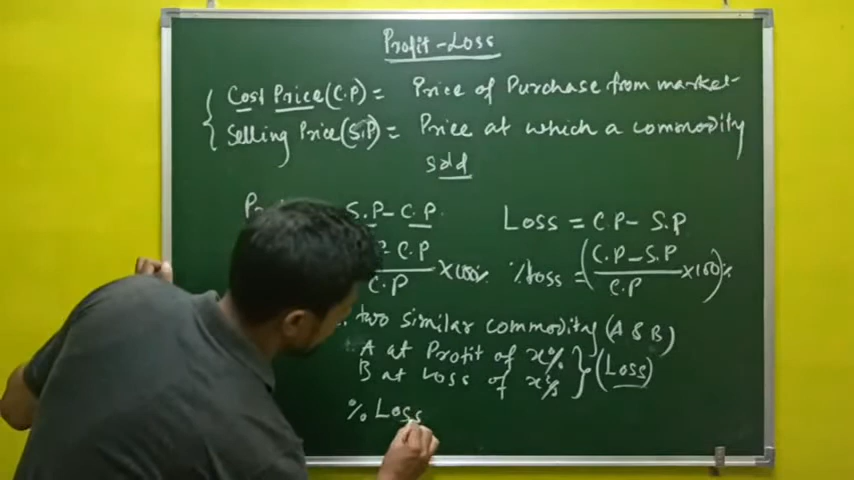 Profit-Loss
Cost Price (C.P) = Price of Purchase from market-
Selling Price (S.P) = Price at which a commodity
sold
S.P - C.P
Loss = C.P - S.P
C.P
C.P × 100%
% Loss = (C.P - S.P / C.P × 100)%
two similar commodity (A & B)
A at Profit of x%
B at Loss of x% } (Loss)
% Loss